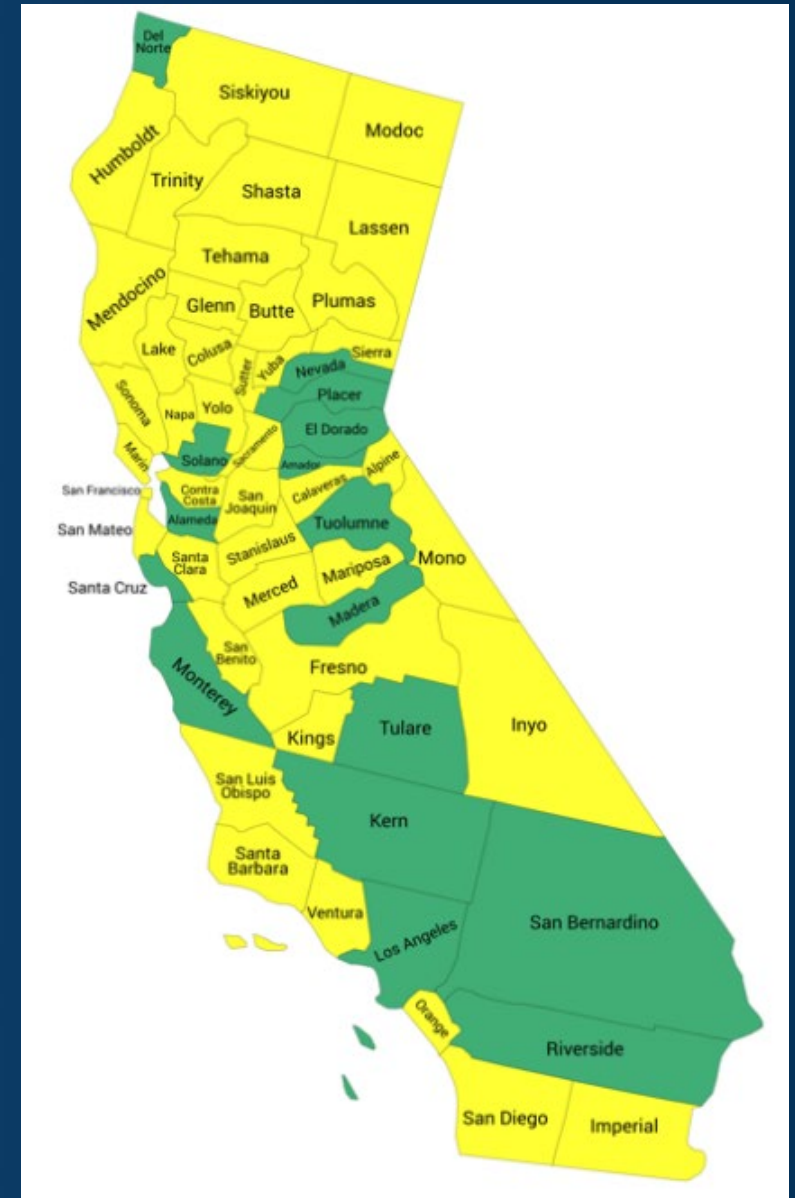 Del
Norte
Siskiyou
Modoc
Humboldt
Trinity
Shasta
Lassen
Tehama
Mendocino
Glenn
Butte
Plumas
Lake
Colusa
Sutter
Yuba
Sierra
Nevada
Placer
Sonoma
Napa
Yolo
El Dorado
Sacramento
Marin
Solano
Amador
Alpine
San Francisco
Contra
Costa
San
Joaquin
Calaveras
Alameda
Tuolumne
San Mateo
Santa
Clara
Stanislaus
Mariposa
Mono
Santa Cruz
Merced
Madera
San
Benito
Fresno
Monterey
Tulare
Inyo
Kings
San Luis
Obispo
Kern
Santa
Barbara
Ventura
Los Angeles
San Bernardino
Orange
Riverside
San Diego
Imperial